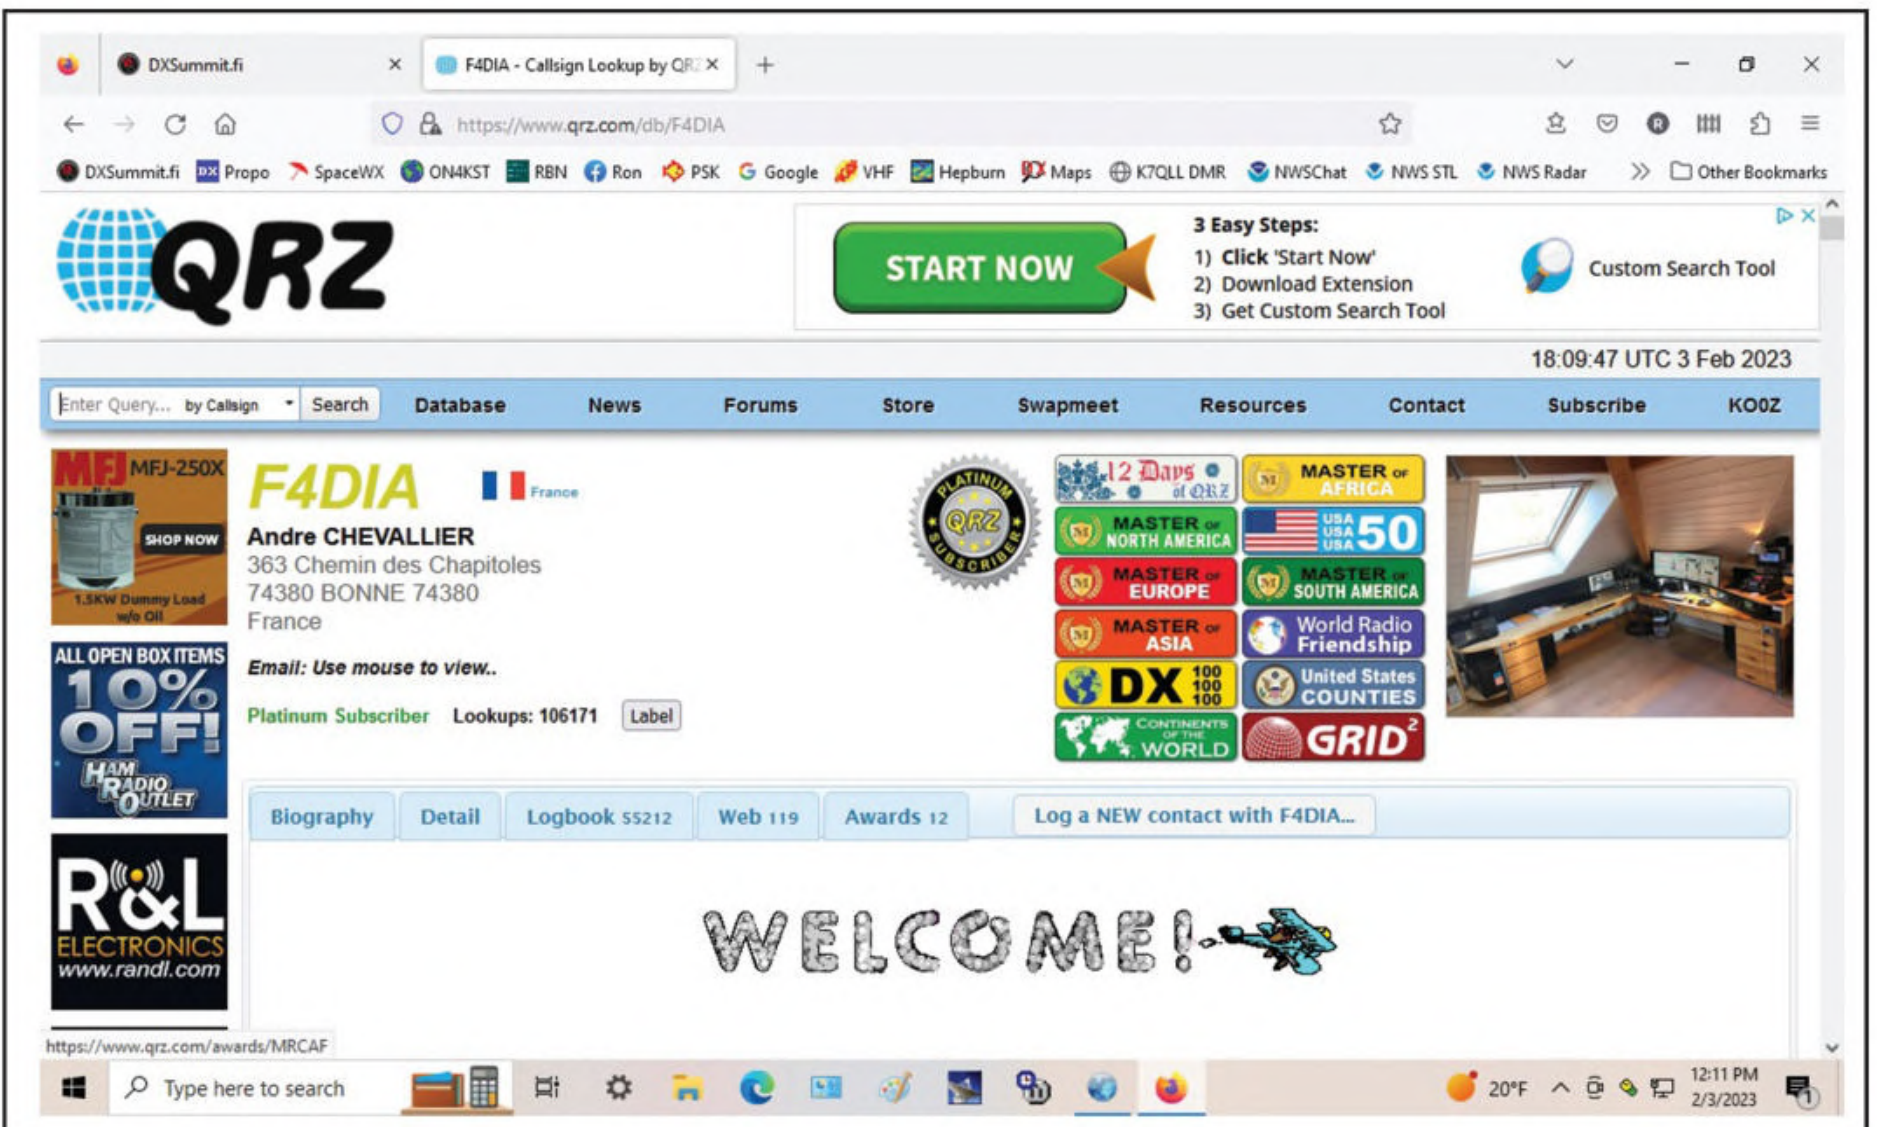 DXSummit.fi
F4DIA - Callsign Lookup by QRZ
https://www.qrz.com/db/F4DIA
DXSummit.fi DX Propo SpaceWX ON4KST RBN Ron PSK G Google VHF Hepburn DX Maps K7QLL DMR NWSChat NWS STL NWS Radar Other Bookmarks
QRZ
START NOW
3 Easy Steps:
1) Click 'Start Now'
2) Download Extension
3) Get Custom Search Tool
Custom Search Tool
18:09:47 UTC 3 Feb 2023
Enter Query... by Callsign Search Database News Forums Store Swapmeet Resources Contact Subscribe KO0Z
MFJ MFJ-250X
SHOP NOW
1.5KW Dummy Load
w/o Oil
F4DIA France
Andre CHEVALLIER
363 Chemin des Chapitoles
74380 BONNE 74380
France
Email: Use mouse to view..
Platinum Subscriber Lookups: 106171 Label
PLATINUM
QRZ
SUBSCRIBER
12 Days
of QRZ
MASTER OF
AFRICA
M MASTER OF
NORTH AMERICA
USA
USA
USA 50
M MASTER OF
EUROPE
M MASTER OF
SOUTH AMERICA
M MASTER OF
ASIA
World Radio
Friendship
DX 100
100
100
United States
COUNTIES
CONTINENTS
OF THE
WORLD
GRID2
ALL OPEN BOX ITEMS
10%
OFF!
HAM
RADIO
OUTLET
R&L
ELECTRONICS
www.randl.com
Biography Detail Logbook 55212 Web 119 Awards 12 Log a NEW contact with F4DIA...
WELCOME!
https://www.qrz.com/awards/MRCAF
Type here to search
20°F
12:11 PM
2/3/2023
1